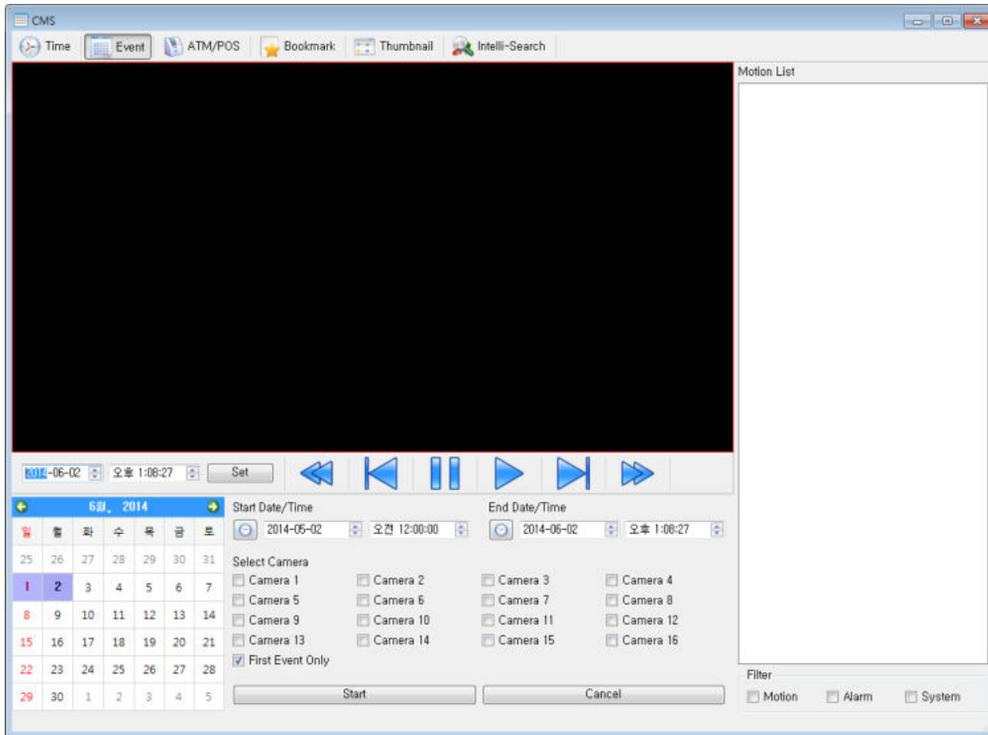 CMS
Time Event ATM/POS Bookmark Thumbnail Intelli-Search
Motion List
2014-06-02 오후 1:08:27 Set
6월, 2014
일 월 화 수 목 금 토
25 26 27 28 29 30 31
1 2 3 4 5 6 7
8 9 10 11 12 13 14
15 16 17 18 19 20 21
22 23 24 25 26 27 28
29 30 1 2 3 4 5
Start Date/Time End Date/Time
2014-05-02 오전 12:00:00 2014-06-02 오후 1:08:27
Select Camera
Camera 1 Camera 2 Camera 3 Camera 4
Camera 5 Camera 6 Camera 7 Camera 8
Camera 9 Camera 10 Camera 11 Camera 12
Camera 13 Camera 14 Camera 15 Camera 16
First Event Only
Start Cancel
Filter
Motion Alarm System